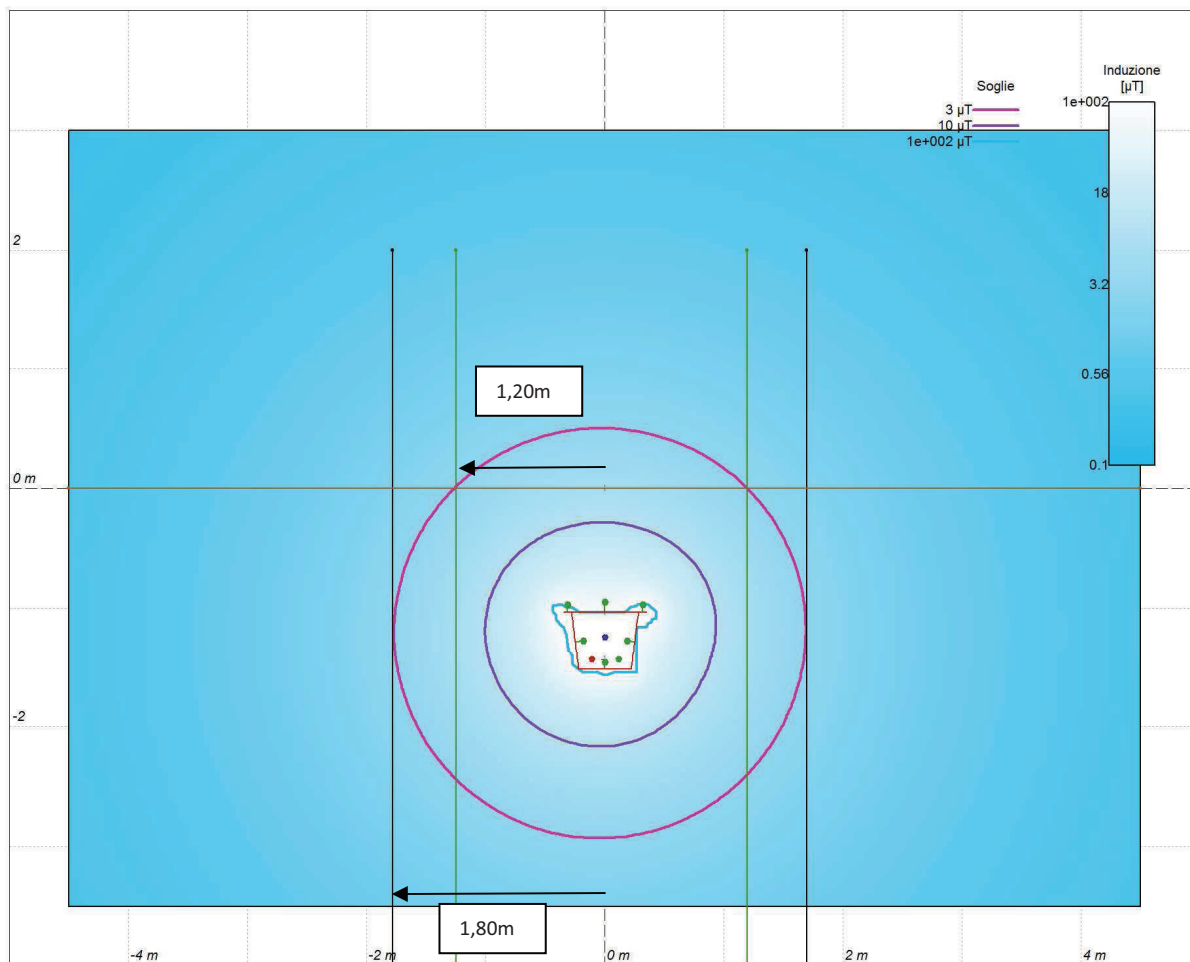 Soglie
3 µT
10 µT
1e+002 µT
Induzione
[µT]
1e+002
18
3.2
0.56
0.1
2
1,20m
0 m
-2
1,80m
-4 m
-2 m
0 m
2 m
4 m